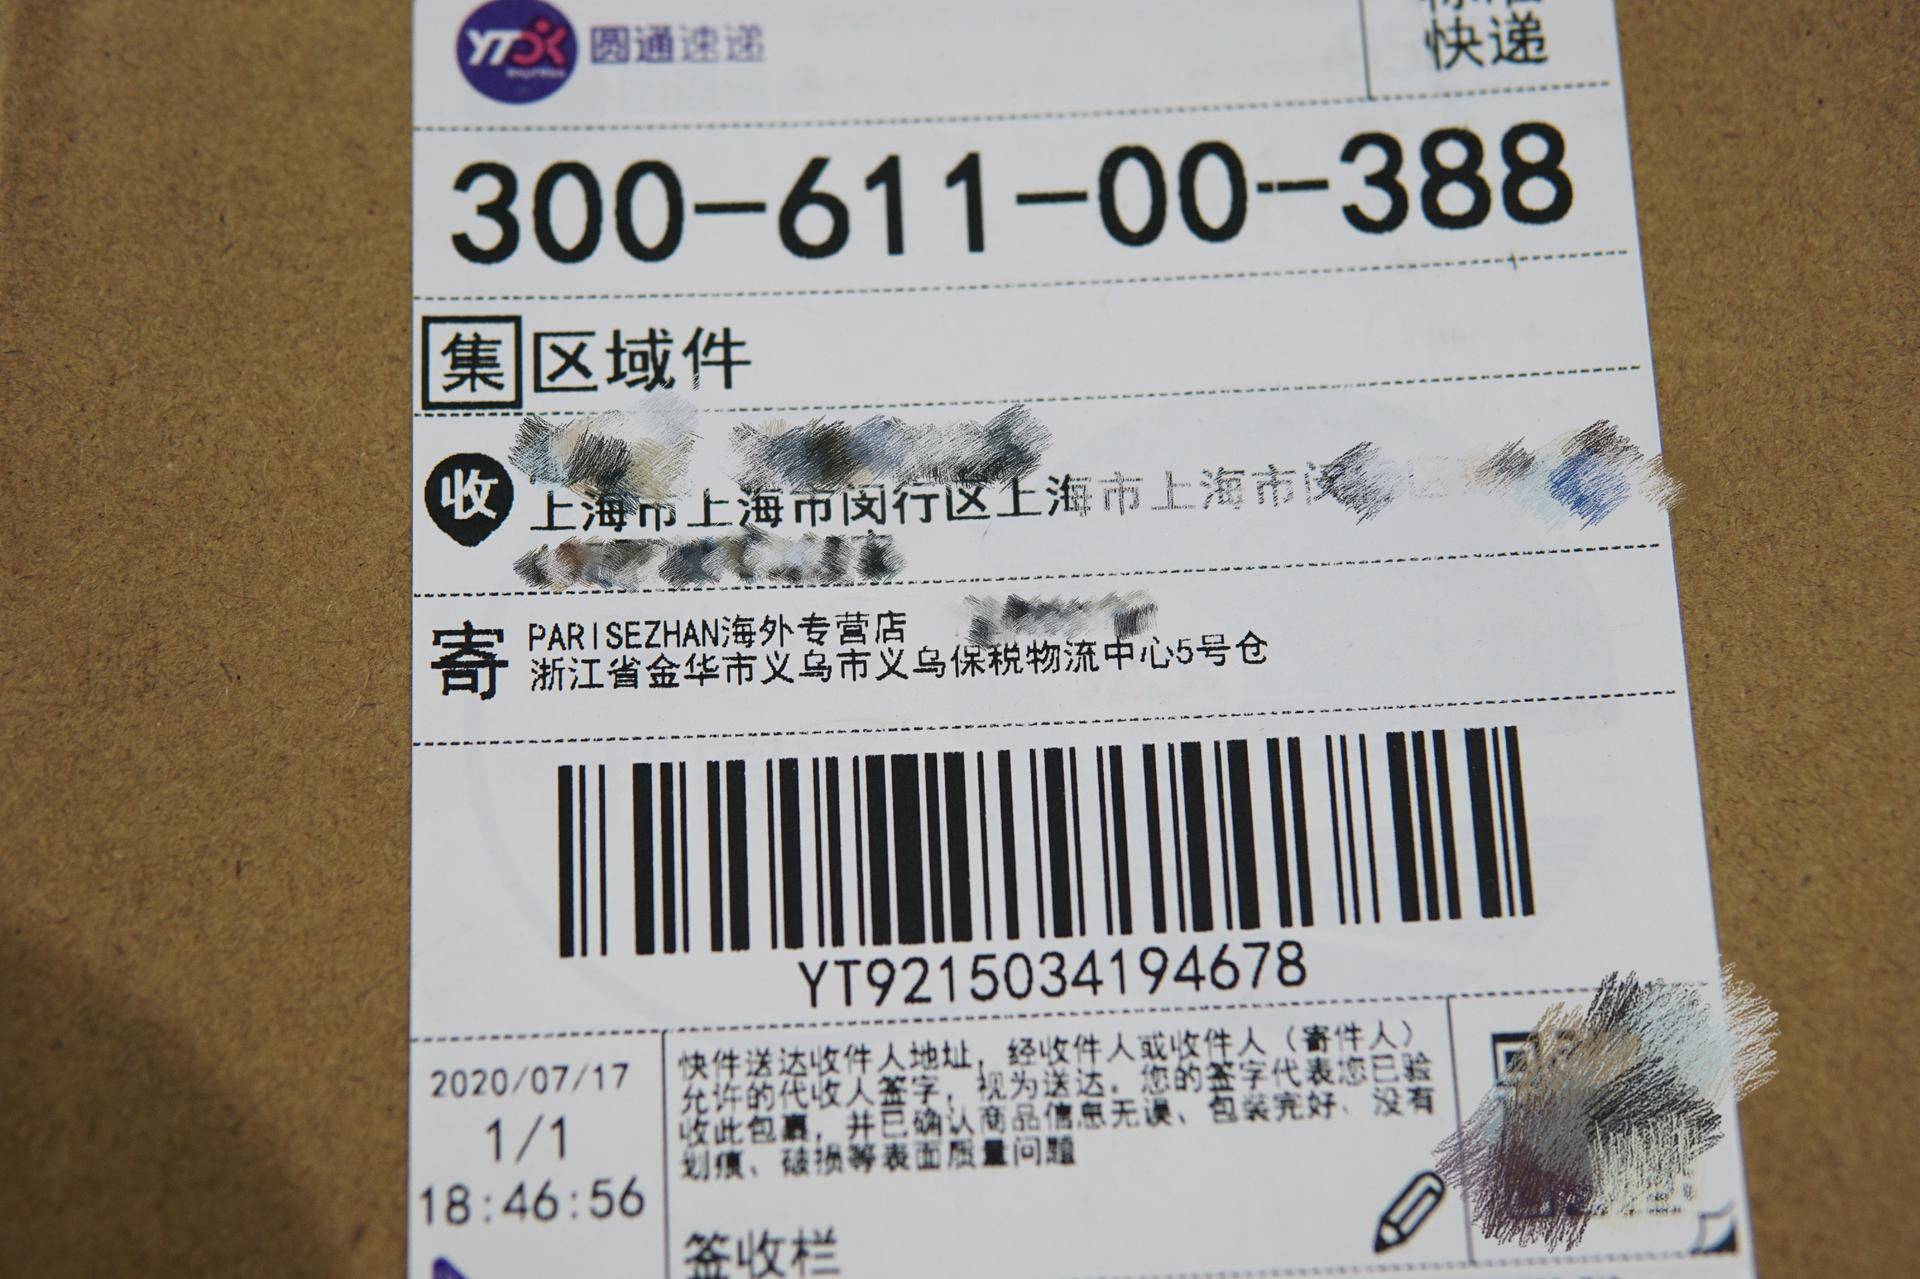 YTO 圆通速递
快递
300-611-00-388
集 区域件
收
上海市上海市闵行区上海市上海市闵
寄 PARISEZHAN海外专营店
浙江省金华市义乌市义乌保税物流中心5号仓
YT9215034194678
2020/07/17
1/1
18:46:56
快件送达收件人地址，经收件人或收件人（寄件人）
允许的代收人签字，视为送达，您的签字代表您已验
收此包裹，并已确认商品信息无误、包装完好、没有
划痕、破损等表面质量问题
签收栏